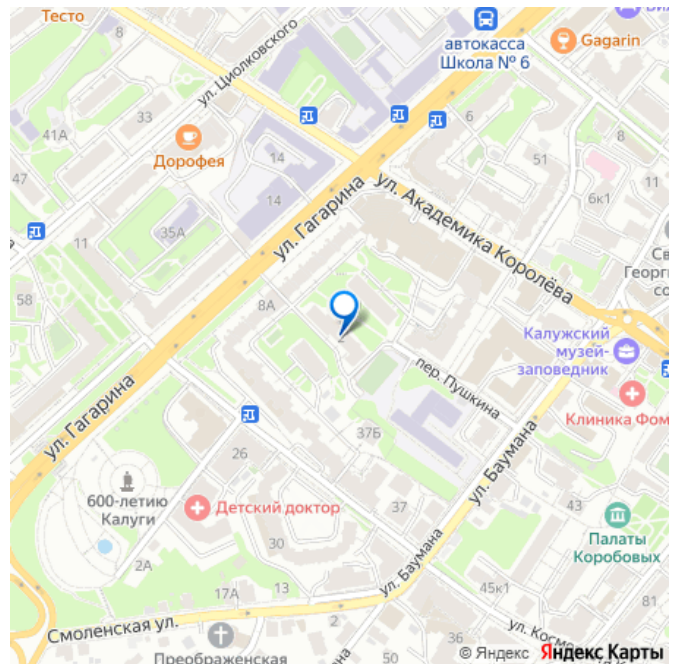 Тесто
8
ул. Циолковского
автокасса
Школа № 6
Gagarin
41А
33
Дорофея
14
6
51
8
47
14
ул. Гагарина
ул. Академика Королёва
6к1
11
35А
58
8А
2
Калужский
музей-
заповедник
пер. Пушкина
Клиника Фом
ул. Гагарина
37Б
26
ул. Баумана
600-летию
Калуги
Детский доктор
37
43
30
Палаты
Коробовых
2А
17А
13
ул. Баумана
45к1
81
Смоленская ул.
2
ул. Космо
Преображенская
50
© Яндекс Яндекс Карты